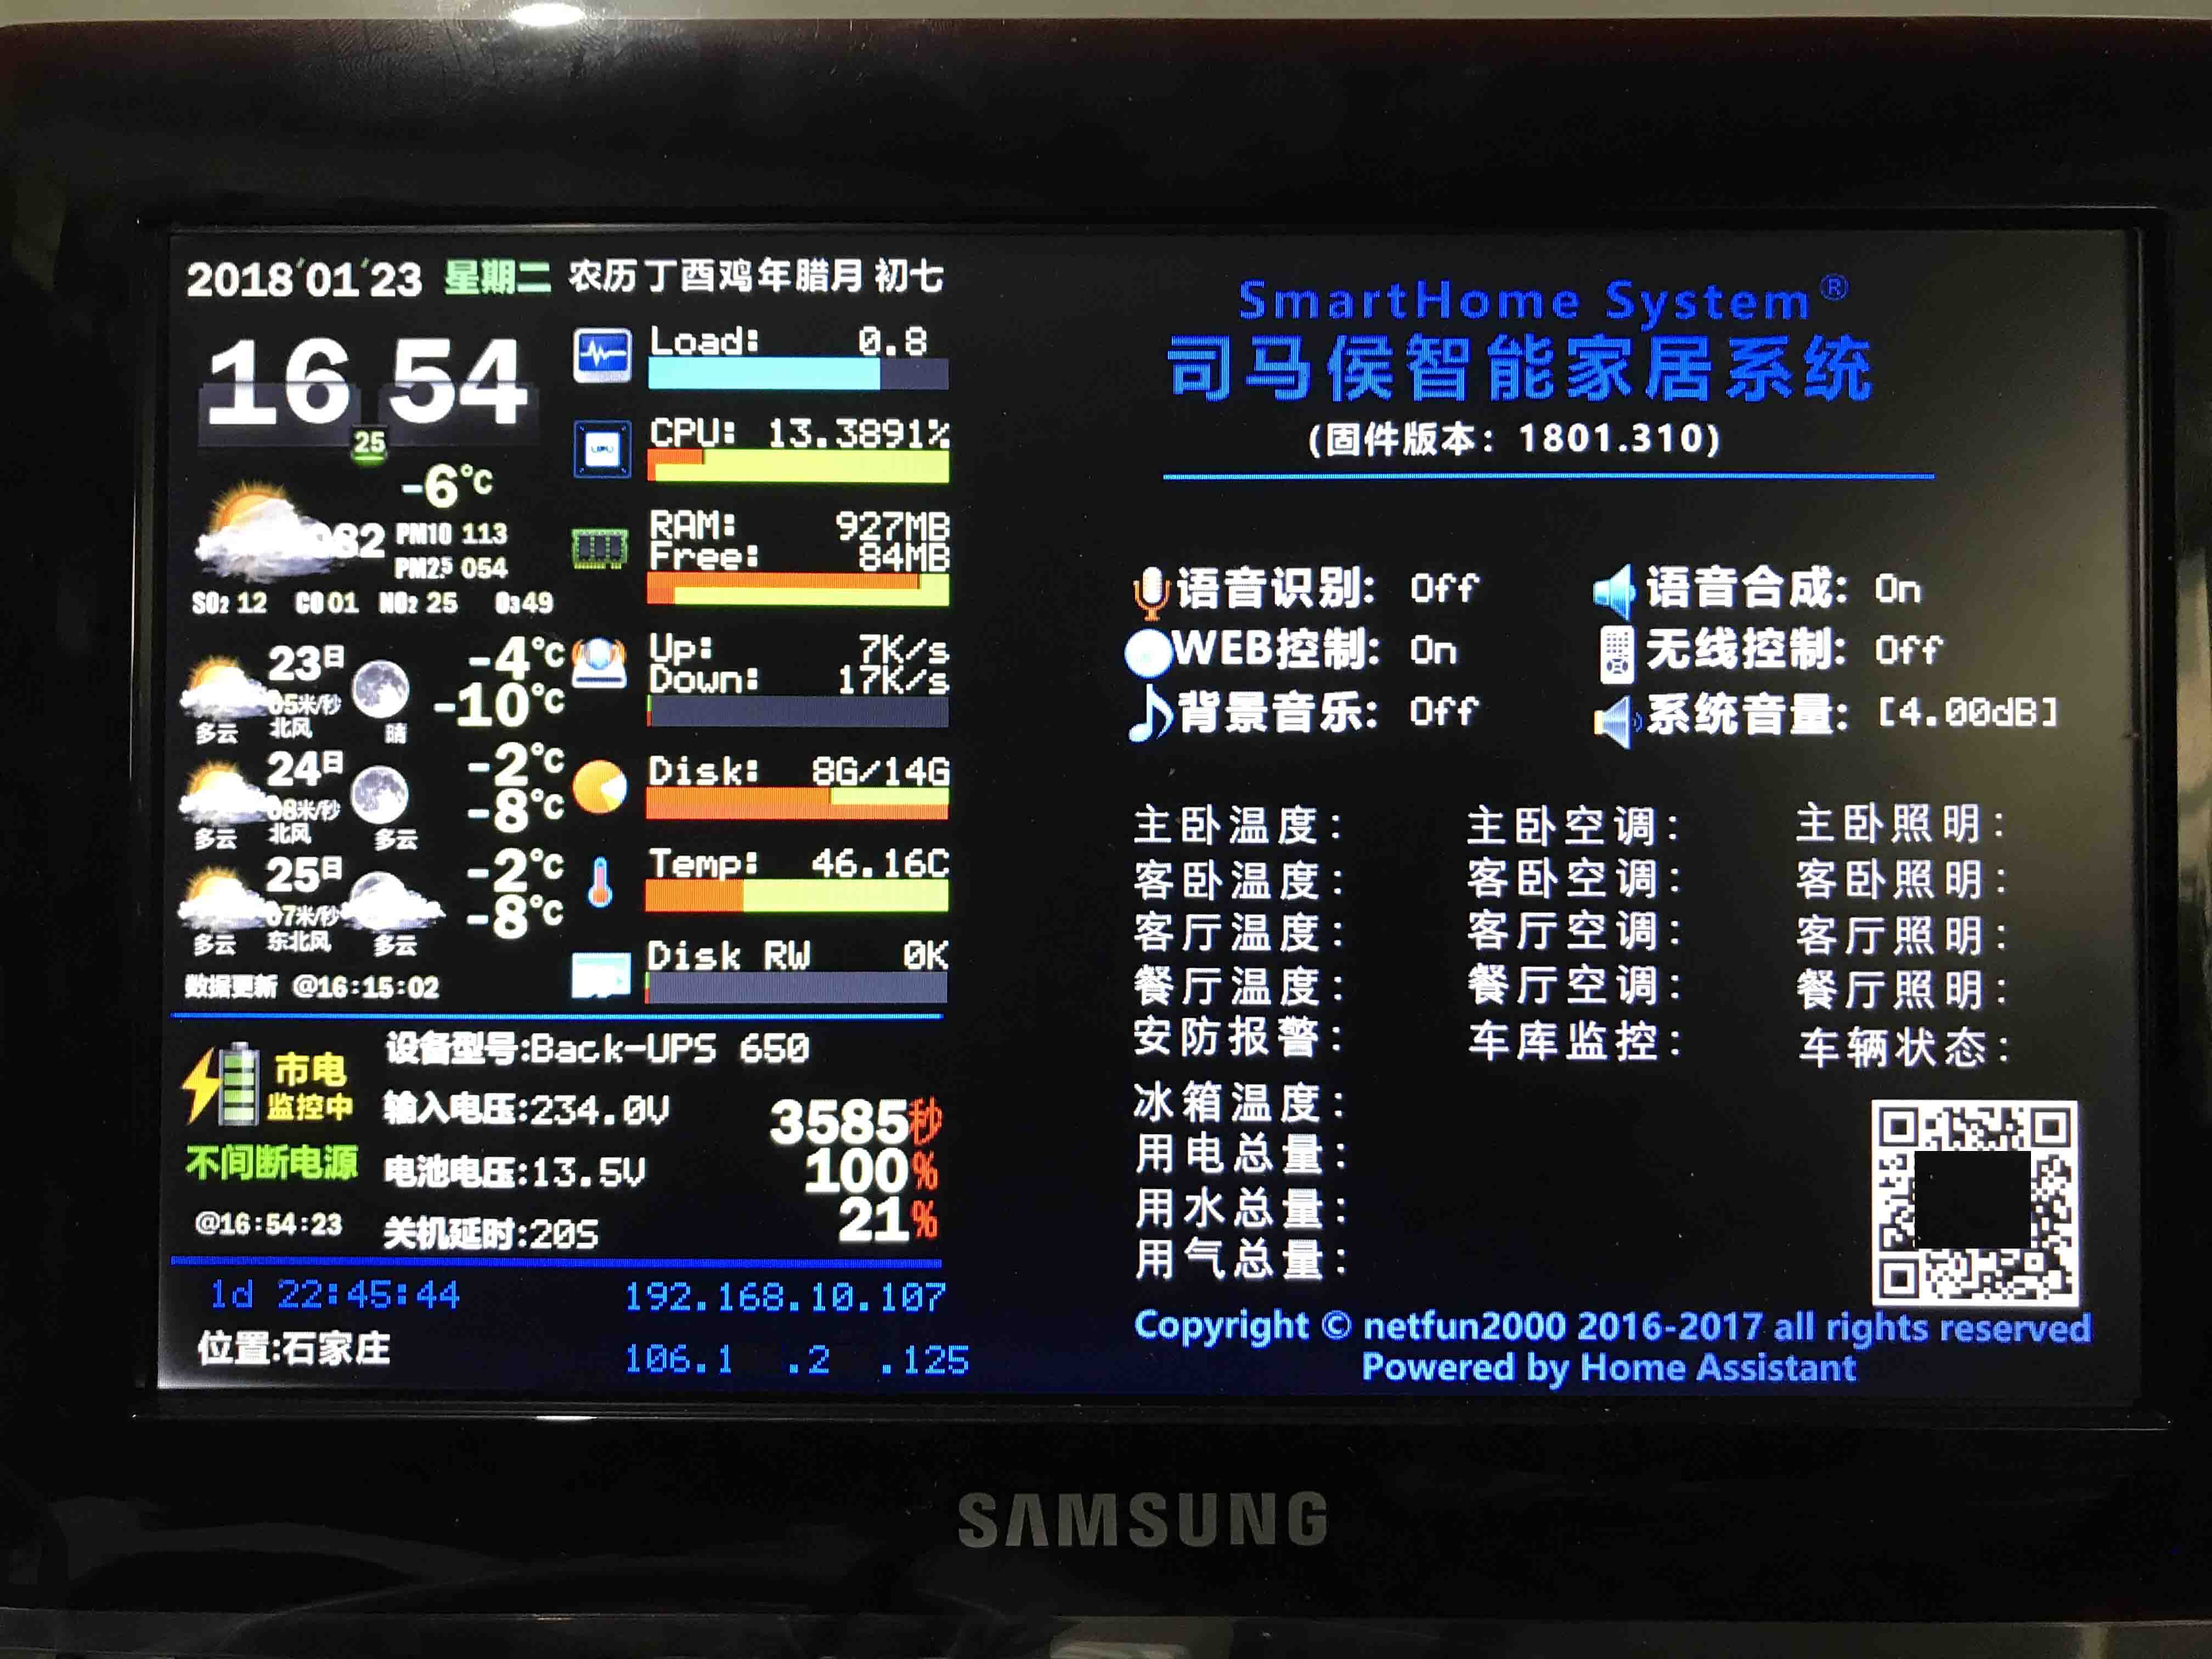 2018'01'23 星期二 农历丁酉鸡年腊月 初七
16 54
25
-6℃
082 PM10 113
PM2.5 054
SO2 12 CO 01 NO2 25 O3 49
23日 -4℃
05米/秒 -10℃
多云 北风 晴
24日 -2℃
08米/秒 -8℃
多云 北风 多云
25日 -2℃
07米/秒 -8℃
多云 东北风 多云
数据更新 @16:15:02
Load: 0.8
CPU: 13.3891%
RAM: 927MB
Free: 84MB
Up: 7K/s
Down: 17K/s
Disk: 8G/14G
Temp: 46.16C
Disk RW 0K
市电
监控中
不间断电源
@16:54:23
设备型号:Back-UPS 650
输入电压:234.0V
电池电压:13.5V
关机延时:20S
3585秒
100%
21%
1d 22:45:44 192.168.10.107
位置:石家庄 106.1 .2 .125
SmartHome System®
司马侯智能家居系统
(固件版本: 1801.310)
语音识别: Off 语音合成: On
WEB控制: On 无线控制: Off
背景音乐: Off 系统音量: [4.00dB]
主卧温度: 主卧空调: 主卧照明:
客卧温度: 客卧空调: 客卧照明:
客厅温度: 客厅空调: 客厅照明:
餐厅温度: 餐厅空调: 餐厅照明:
安防报警: 车库监控: 车辆状态:
冰箱温度:
用电总量:
用水总量:
用气总量:
Copyright © netfun2000 2016-2017 all rights reserved
Powered by Home Assistant
SAMSUNG